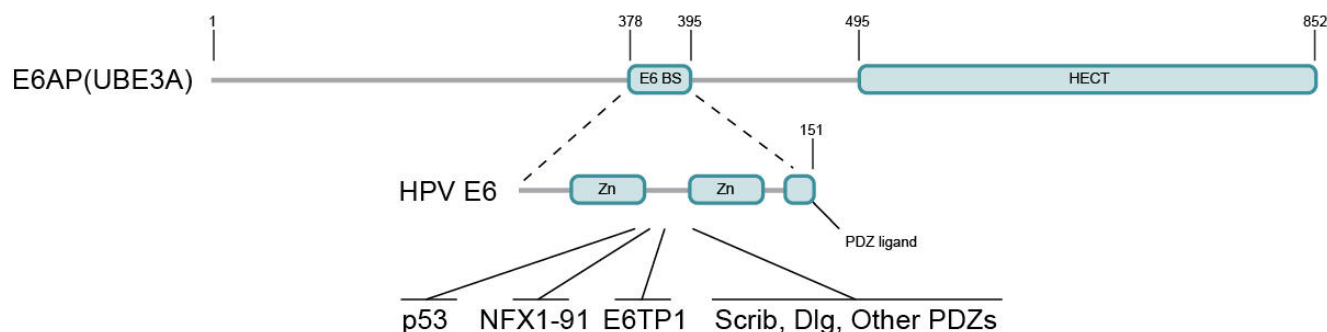 1 378 395 495 852
E6AP(UBE3A) E6 BS HECT
151
HPV E6 Zn Zn
PDZ ligand
p53 NFX1-91 E6TP1 Scrib, Dlg, Other PDZs